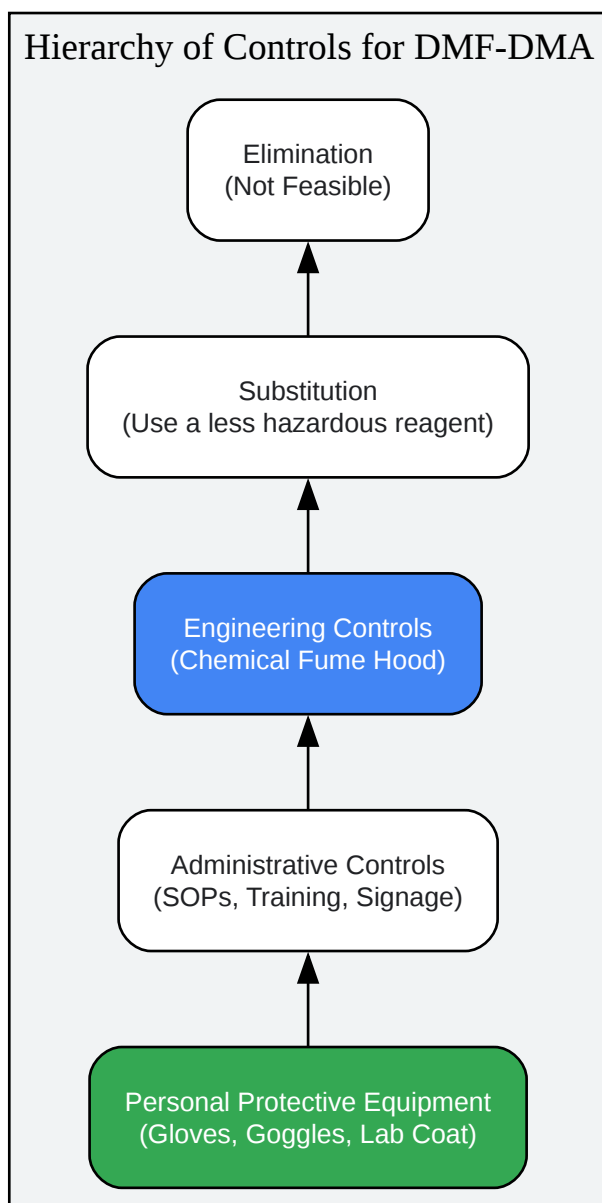 Hierarchy of Controls for DMF-DMA
Elimination
(Not Feasible)
Substitution
(Use a less hazardous reagent)
Engineering Controls
(Chemical Fume Hood)
Administrative Controls
(SOPs, Training, Signage)
Personal Protective Equipment
(Gloves, Goggles, Lab Coat)